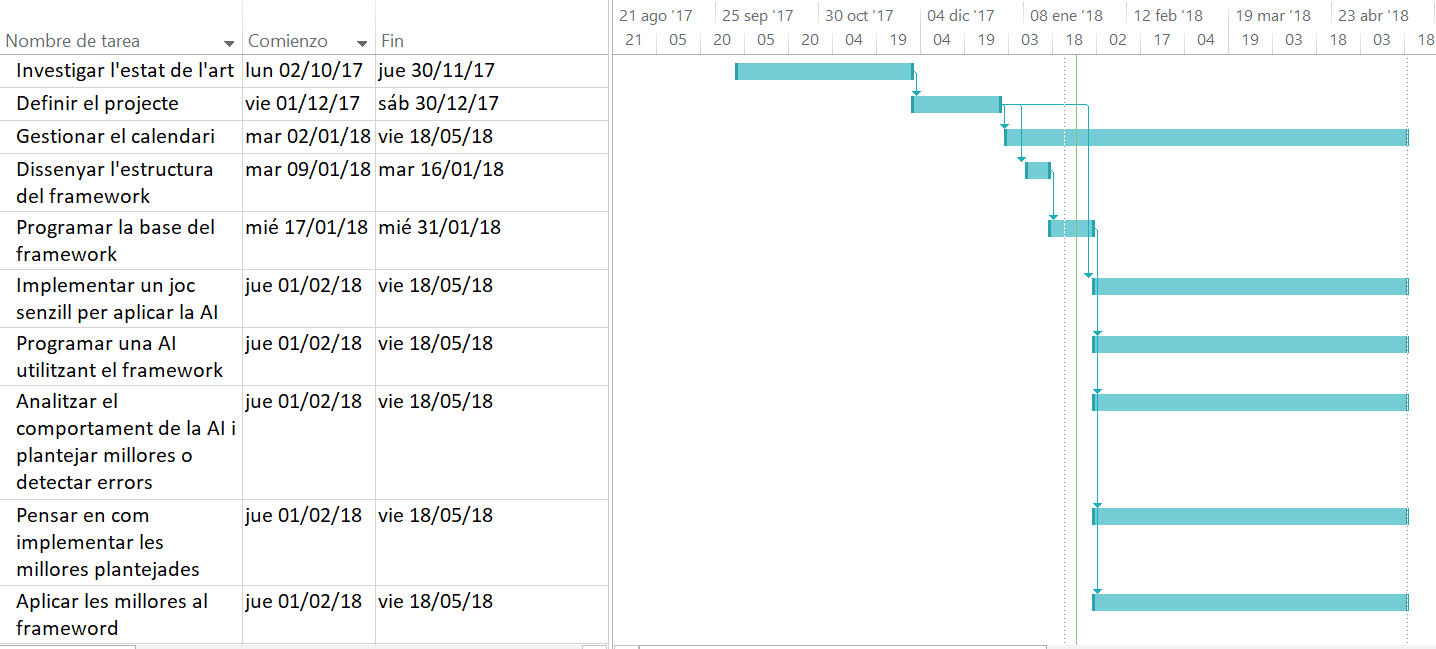 21 ago '17 25 sep '17 30 oct '17 04 dic '17 08 ene '18 12 feb '18 19 mar '18 23 abr '18
Nombre de tarea Comienzo Fin 21 05 20 05 20 04 19 04 19 03 18 02 17 04 19 03 18 03 18
Investigar l'estat de l'art lun 02/10/17 jue 30/11/17
Definir el projecte vie 01/12/17 sáb 30/12/17
Gestionar el calendari mar 02/01/18 vie 18/05/18
Dissenyar l'estructura mar 09/01/18 mar 16/01/18
del framework
Programar la base del mié 17/01/18 mié 31/01/18
framework
Implementar un joc jue 01/02/18 vie 18/05/18
senzill per aplicar la AI
Programar una AI jue 01/02/18 vie 18/05/18
utilitzant el framework
Analitzar el jue 01/02/18 vie 18/05/18
comportament de la AI i
plantejar millores o
detectar errors
Pensar en com jue 01/02/18 vie 18/05/18
implementar les
millores plantejades
Aplicar les millores al jue 01/02/18 vie 18/05/18
frameword